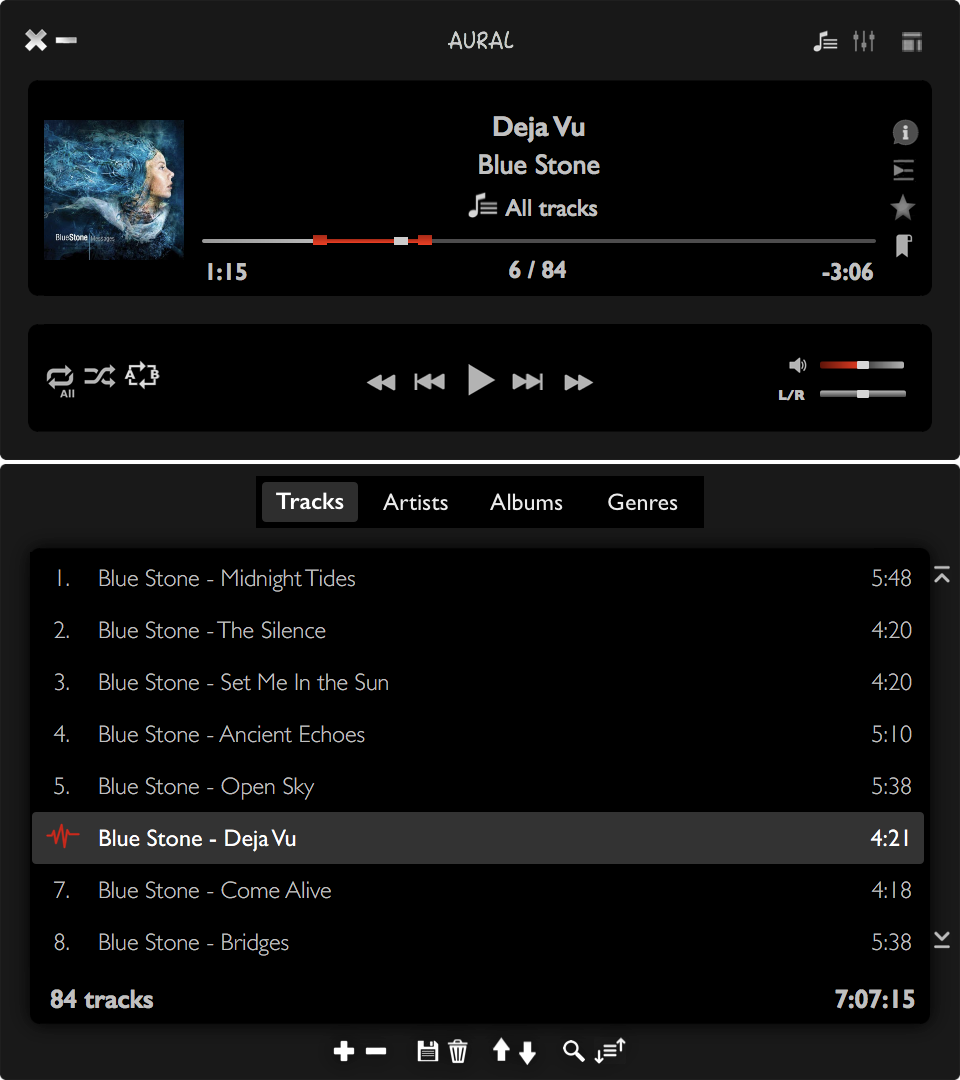 AURAL
Deja Vu
Blue Stone
All tracks
BlueStone Messages
1:15 6 / 84 -3:06
All A B
L/R
Tracks Artists Albums Genres
1. Blue Stone - Midnight Tides 5:48
2. Blue Stone - The Silence 4:20
3. Blue Stone - Set Me In the Sun 4:20
4. Blue Stone - Ancient Echoes 5:10
5. Blue Stone - Open Sky 5:38
Blue Stone - Deja Vu 4:21
7. Blue Stone - Come Alive 4:18
8. Blue Stone - Bridges 5:38
84 tracks 7:07:15